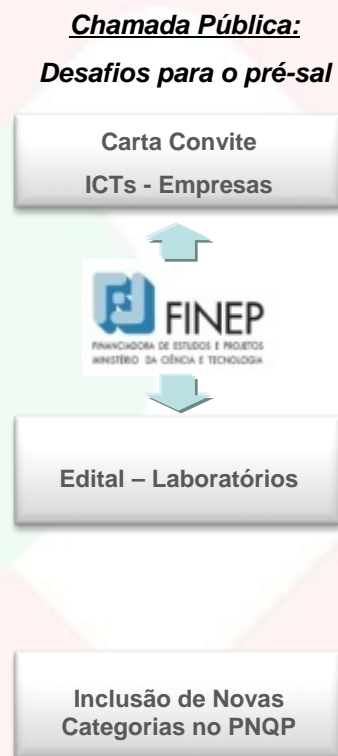 Chamada Pública:
Desafios para o pré-sal
Carta Convite
ICTs - Empresas
FINEP
FINANCIADORA DE ESTUDOS E PROJETOS
MINISTÉRIO DA CIÊNCIA E TECNOLOGIA
Edital – Laboratórios
Inclusão de Novas
Categorias no PNQP